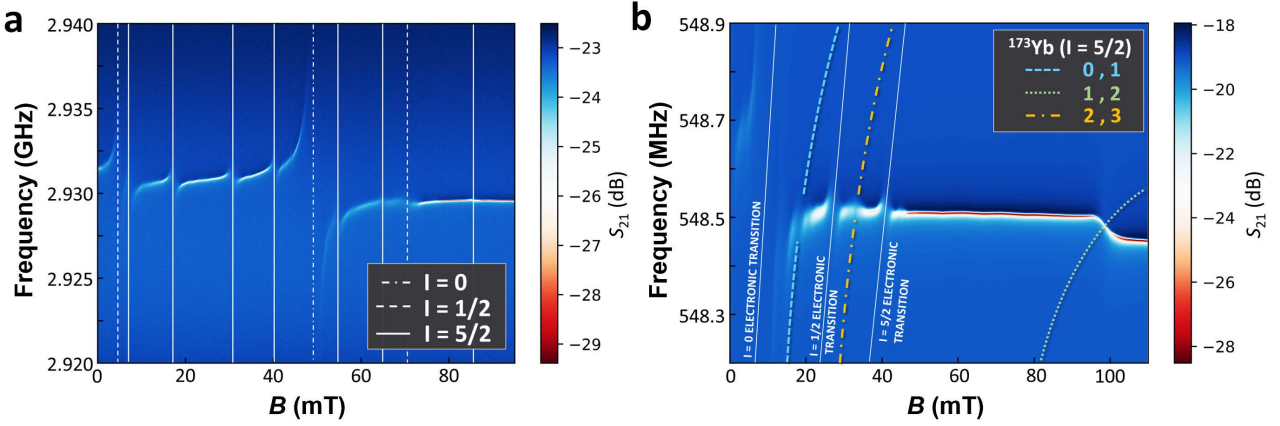 a
2.940
2.935
2.930
2.925
2.920
Frequency (GHz)
0
20
40
60
80
B (mT)
I = 0
I = 1/2
I = 5/2
−23
−24
−25
−26
−27
−28
−29
S21 (dB)
b
548.9
548.7
548.5
548.3
Frequency (MHz)
0
20
40
60
80
100
B (mT)
173Yb (I = 5/2)
0 , 1
1 , 2
2 , 3
I = 0 ELECTRONIC TRANSITION
I = 1/2 ELECTRONIC
TRANSITION
I = 5/2 ELECTRONIC
TRANSITION
−18
−20
−22
−24
−26
−28
S21 (dB)